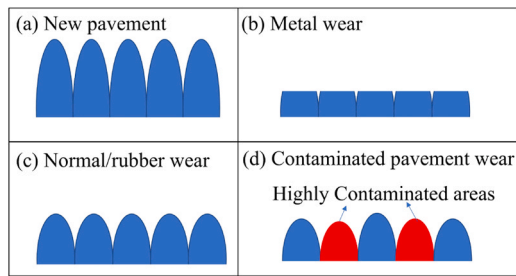 (a) New pavement
(b) Metal wear
(c) Normal/rubber wear
(d) Contaminated pavement wear
Highly Contaminated areas